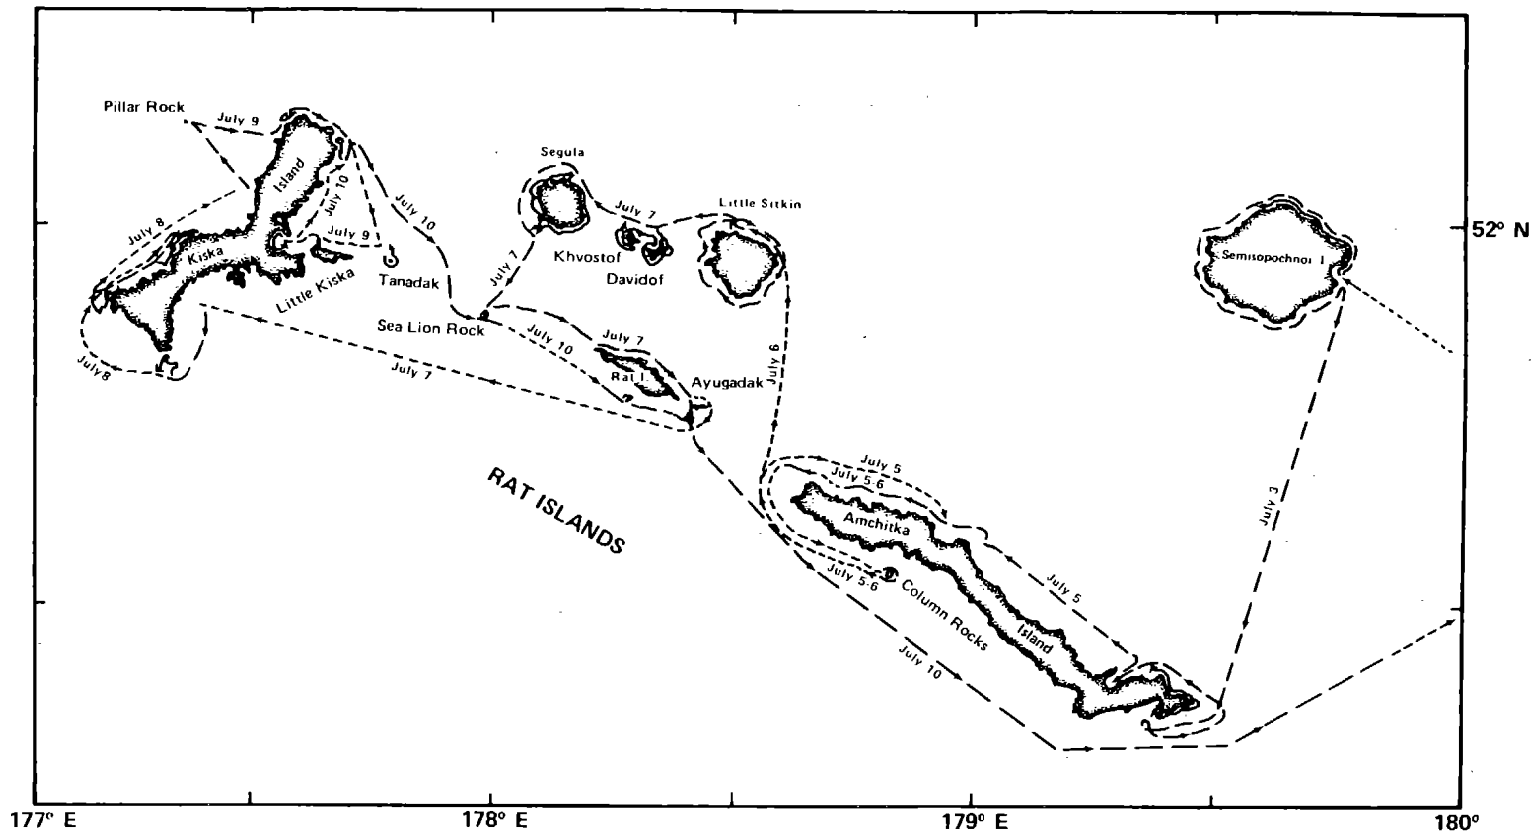 Pillar Rock
July 9
Island
July 10
July 10
Segula
July 7
Little Sitkin
52° N
July 8
Kiska
July 9
Khvostof
Davidof
Semisopochnoi I
Little Kiska
Tanadak
July 7
Sea Lion Rock
July 10
July 7
July 8
July 7
Rat I.
Ayugadak
July 6
July 3
RAT ISLANDS
July 5
July 5-6
Amchitka
July 5-6
Column Rocks
July 5
Island
July 10
177° E
178° E
179° E
180°